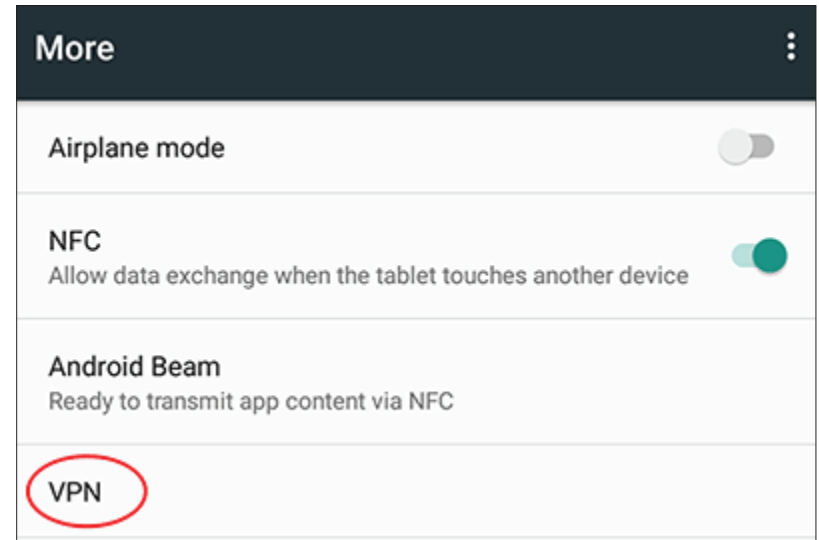 More
Airplane mode
NFC
Allow data exchange when the tablet touches another device
Android Beam
Ready to transmit app content via NFC
VPN